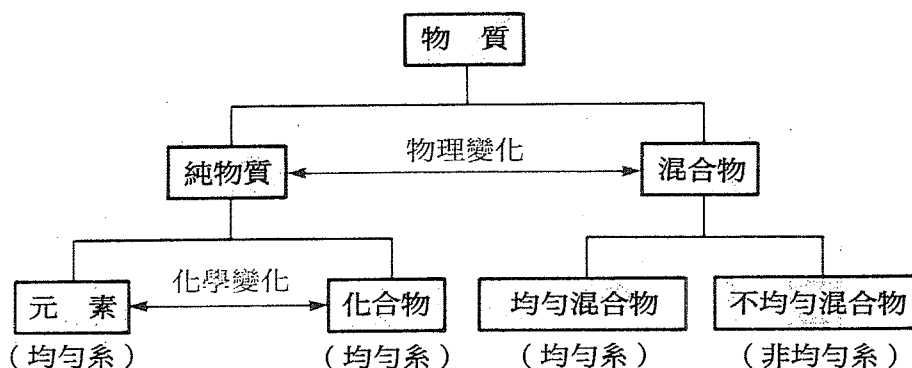 物 質
純物質
物理變化
混合物
元 素
化學變化
化合物
均勻混合物
不均勻混合物
(均勻系)
(均勻系)
(均勻系)
(非均勻系)